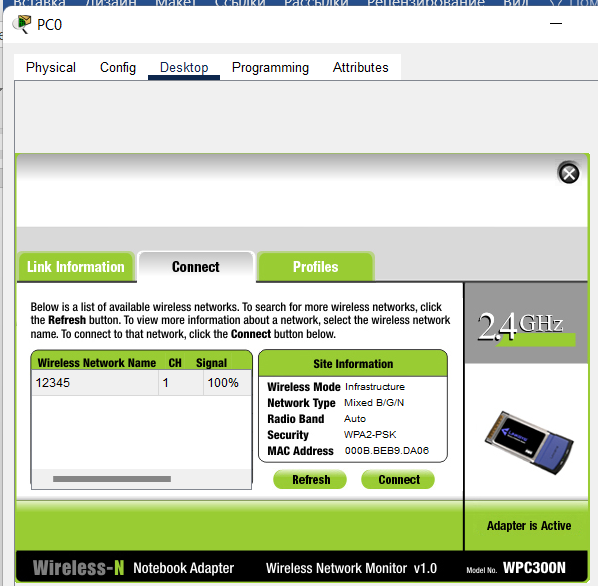 Вставка Дизайн Макет Ссылки Рассылки Рецензирование Вид
PC0
Physical Config Desktop Programming Attributes
Link Information Connect Profiles
Below is a list of available wireless networks. To search for more wireless networks, click
the Refresh button. To view more information about a network, select the wireless network
name. To connect to that network, click the Connect button below.
2.4GHz
Wireless Network Name CH Signal
12345 1 100%
Site Information
Wireless Mode Infrastructure
Network Type Mixed B/G/N
Radio Band Auto
Security WPA2-PSK
MAC Address 000B.BEB9.DA06
Refresh Connect
Adapter is Active
Wireless-N Notebook Adapter Wireless Network Monitor v1.0 Model No. WPC300N